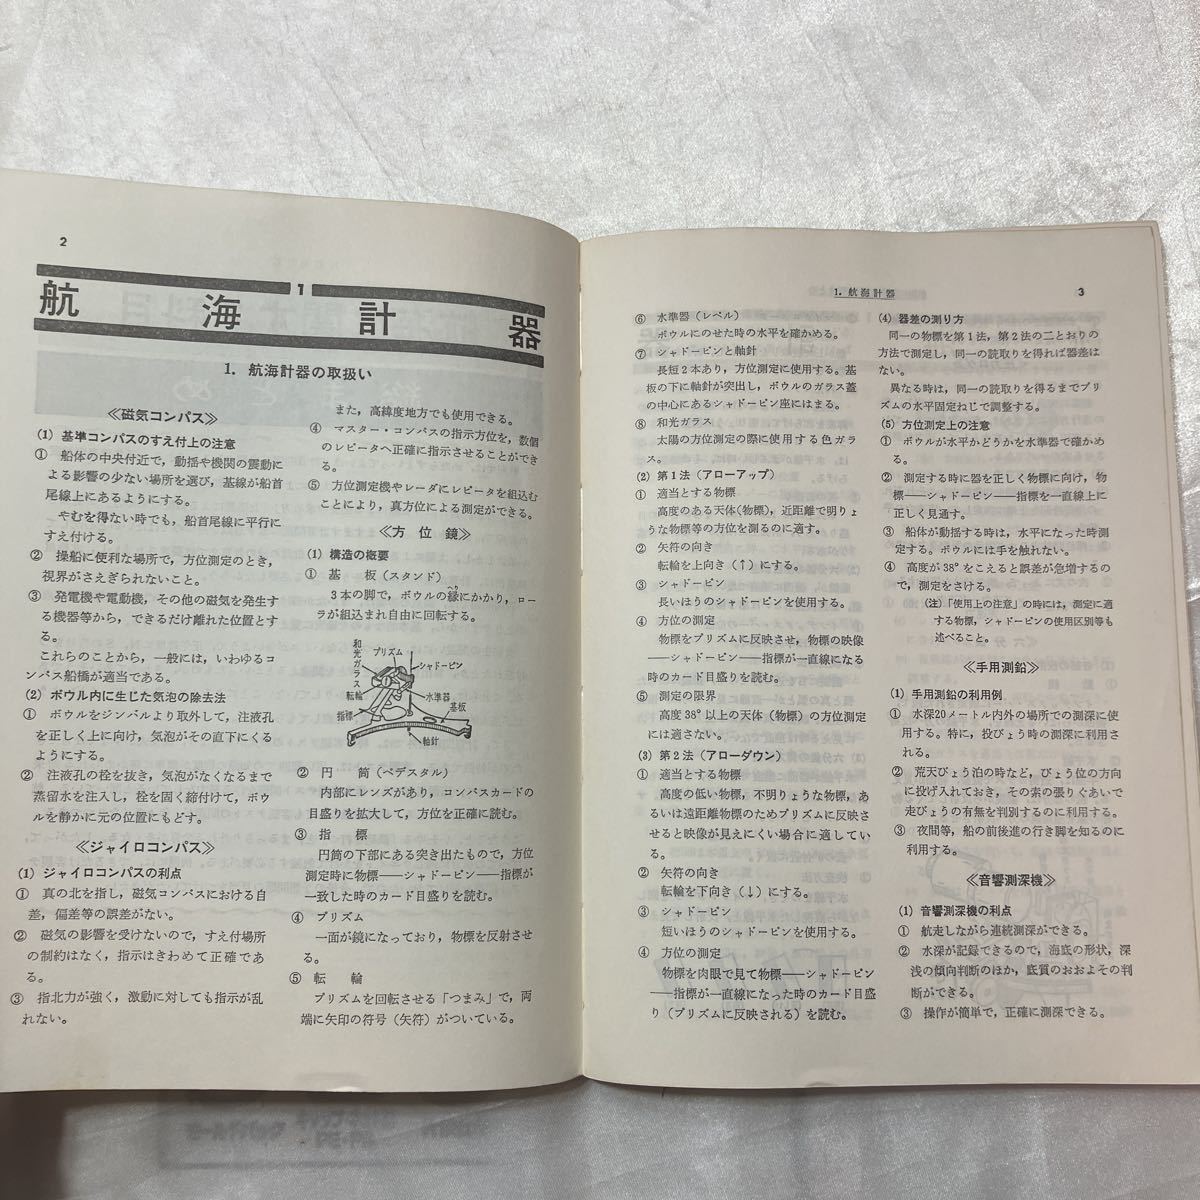 2
1
航海計器
1. 航海計器の取扱い
≪磁気コンパス≫
(1) 基準コンパスのすえ付上の注意
① 船体の中央付近で，動揺や機関の震動に
よる影響の少ない場所を選び，基線が船首
尾線上にあるようにする。
やむを得ない時でも，船首尾線に平行に
すえ付ける。
② 操船に便利な場所で，方位測定のとき，
視界がさえぎられないこと。
③ 発電機や電動機，その他の磁気を発生す
る機器等から，できるだけ離れた位置とす
る。
これらのことから，一般には，いわゆるコ
ンパス船橋が適当である。
(2) ボウル内に生じた気泡の除去法
① ボウルをジンバルより取外して，注液孔
を正しく上に向け，気泡がその直下にくる
ようにする。
② 注液孔の栓を抜き，気泡がなくなるまで
蒸留水を注入し，栓を固く締付けて，ボウ
ルを静かに元の位置にもどす。
≪ジャイロコンパス≫
(1) ジャイロコンパスの利点
① 真の北を指し，磁気コンパスにおける自
差，偏差等の誤差がない。
② 磁気の影響を受けないので，すえ付場所
の制約はなく，指示はきわめて正確であ
る。
③ 指北力が強く，激動に対しても指示が乱
れない。
また，高緯度地方でも使用できる。
④ マスター・コンパスの指示方位を，数個
のレピータへ正確に指示させることができ
る。
⑤ 方位測定機やレーダにレピータを組込む
ことにより，真方位による測定ができる。
≪方位鏡≫
(1) 構造の概要
① 基板（スタンド）
3本の脚で，ボウルの縁にかかり，ロー
へり
ラが組込まれ自由に回転する。
和光ガラス
プリズム
シャドーピン
転輪
水準器
基板
指標
軸針
② 円筒（ペデスタル）
内部にレンズがあり，コンパスカードの
目盛りを拡大して，方位を正確に読む。
③ 指標
円筒の下部にある突き出たもので，方位
測定時に物標――シャドーピン――指標が
一致した時のカード目盛りを読む。
④ プリズム
一面が鏡になっており，物標を反射させ
る。
⑤ 転輪
プリズムを回転させる「つまみ」で，両
端に矢印の符号（矢符）がついている。
1. 航海計器
3
⑥ 水準器（レベル）
ボウルにのせた時の水平を確かめる。
⑦ シャドーピンと軸針
長短2本あり，方位測定に使用する。基
板の下に軸針が突出し，ボウルのガラス蓋
の中心にあるシャドーピン座にはまる。
⑧ 和光ガラス
太陽の方位測定の際に使用する色ガラ
ス。
(2) 第1法（アローアップ）
① 適当とする物標
高度のある天体(物標)，近距離で明りょ
うな物標等の方位を測るのに適す。
② 矢符の向き
転輪を上向き（↑）にする。
③ シャドーピン
長いほうのシャドーピンを使用する。
④ 方位の測定
物標をプリズムに反映させ，物標の映像
――シャドーピン――指標が一直線になる
時のカード目盛りを読む。
⑤ 測定の限界
高度38°以上の天体（物標）の方位測定
には適さない。
(3) 第2法（アローダウン）
① 適当とする物標
高度の低い物標，不明りょうな物標，あ
るいは遠距離物標のためプリズムに反映さ
せると映像が見えにくい場合に適してい
る。
② 矢符の向き
転輪を下向き（↓）にする。
③ シャドーピン
短いほうのシャドーピンを使用する。
④ 方位の測定
物標を肉眼で見て物標――シャドーピン
――指標が一直線になった時のカード目盛
り（プリズムに反映される）を読む。
(4) 器差の測り方
同一の物標を第1法，第2法の二とおりの
方法で測定し，同一の読取りを得れば器差は
ない。
異なる時は，同一の読取りを得るまでプリ
ズムの水平固定ねじで調整する。
(5) 方位測定上の注意
① ボウルが水平かどうかを水準器で確かめ
る。
② 測定する時に器を正しく物標に向け，物
標――シャドーピン――指標を一直線上に
正しく見通す。
③ 船体が動揺する時は，水平になった時測
定する。ボウルには手を触れない。
④ 高度が38°をこえると誤差が急増するの
で，測定をさける。
(注) 「使用上の注意」の時には，測定に適
する物標，シャドーピンの使用区別等も
述べること。
≪手用測鉛≫
(1) 手用測鉛の利用例
① 水深20メートル内外の場所での測深に使
用する。特に，投びょう時の測深に利用さ
れる。
② 荒天びょう泊の時など，びょう位の方向
に投げ入れておき，その索の張りぐあいで
走びょうの有無を判別するのに利用する。
③ 夜間等，船の前後進の行き脚を知るのに
利用する。
≪音響測深機≫
(1) 音響測深機の利点
① 航走しながら連続測深ができる。
② 水深が記録できるので，海底の形状，深
浅の傾向判断のほか，底質のおおよその判
断ができる。
③ 操作が簡単で，正確に測深できる。